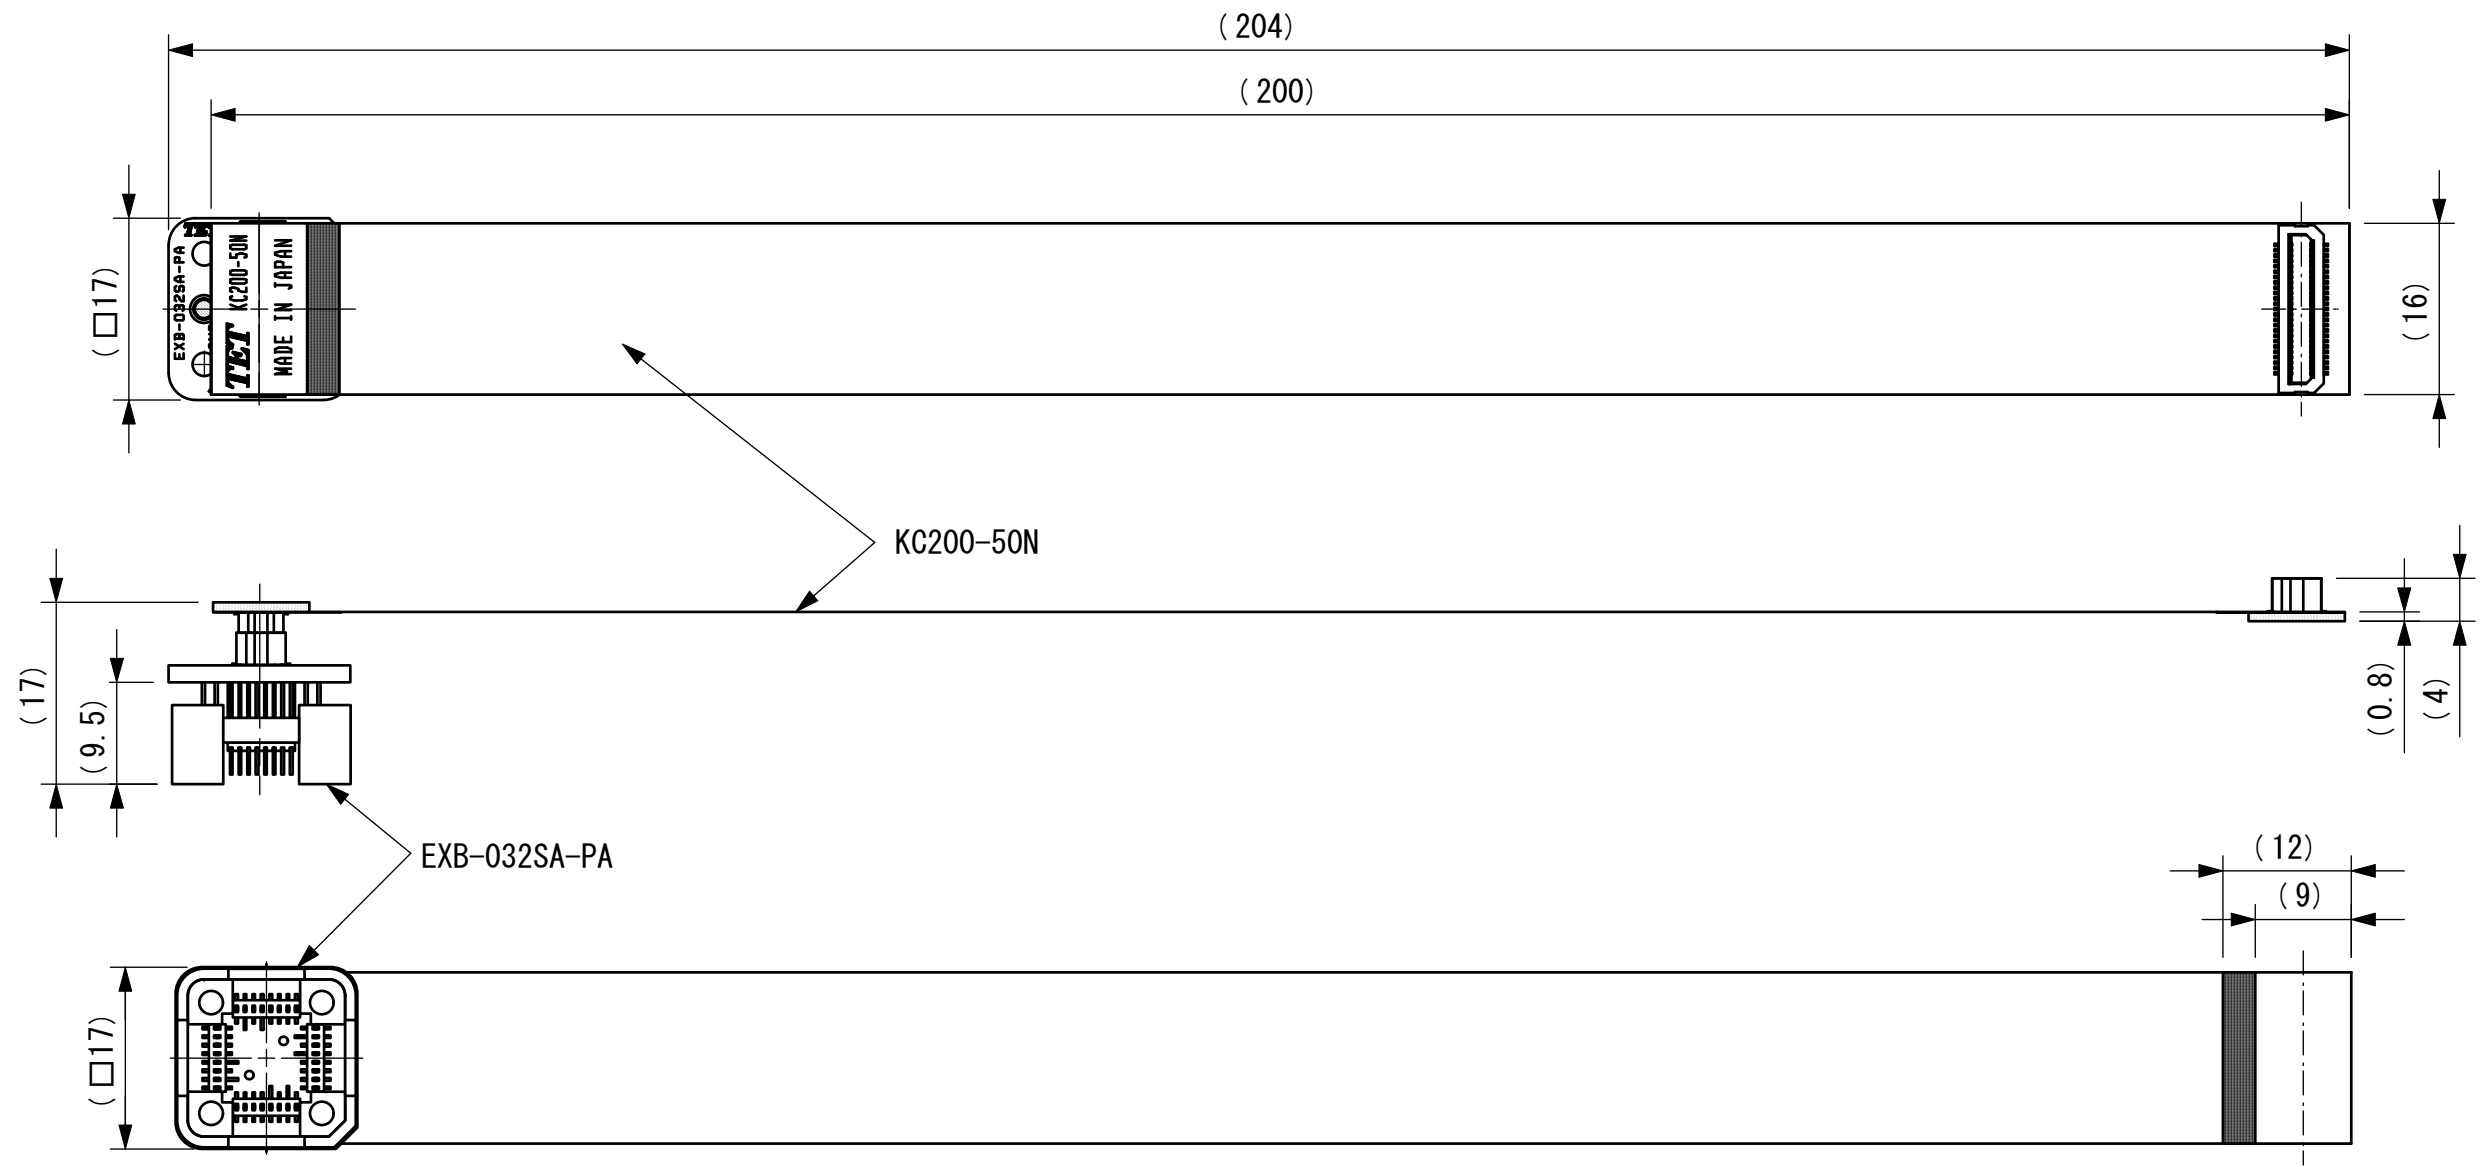 ( 204)
( 200)
(□17)
EXB-032SA-PA
TET
KC200-50N
MADE IN JAPAN
(16)
KC200-50N
(17)
(9.5)
(0.8)
(4)
EXB-032SA-PA
( 12)
( 9)
(□17)